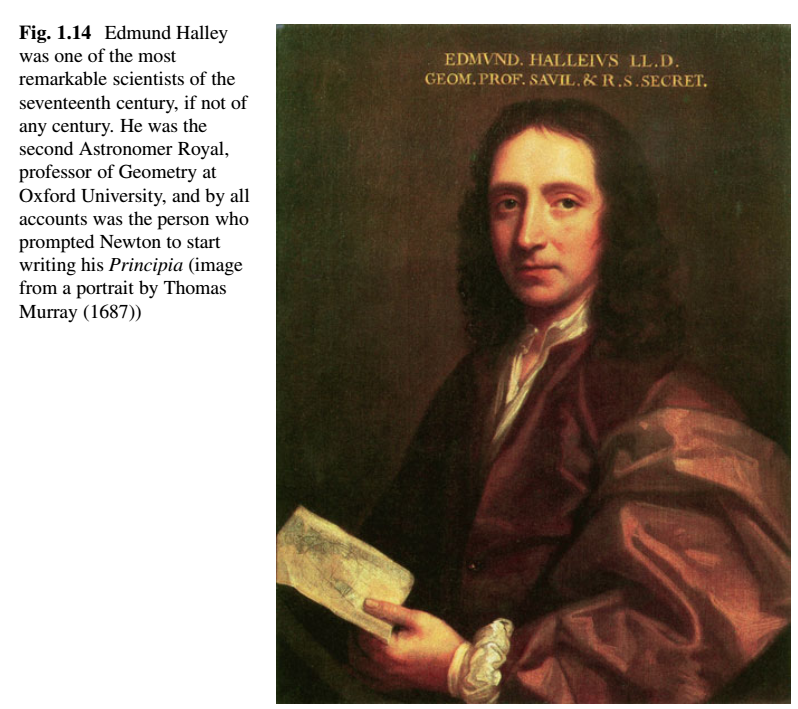 Fig. 1.14 Edmund Halley
was one of the most
remarkable scientists of the
seventeenth century, if not of
any century. He was the
second Astronomer Royal,
professor of Geometry at
Oxford University, and by all
accounts was the person who
prompted Newton to start
writing his Principia (image
from a portrait by Thomas
Murray (1687))
EDMVND. HALLEIVS LL.D.
GEOM. PROF. SAVIL. & R.S. SECRET.